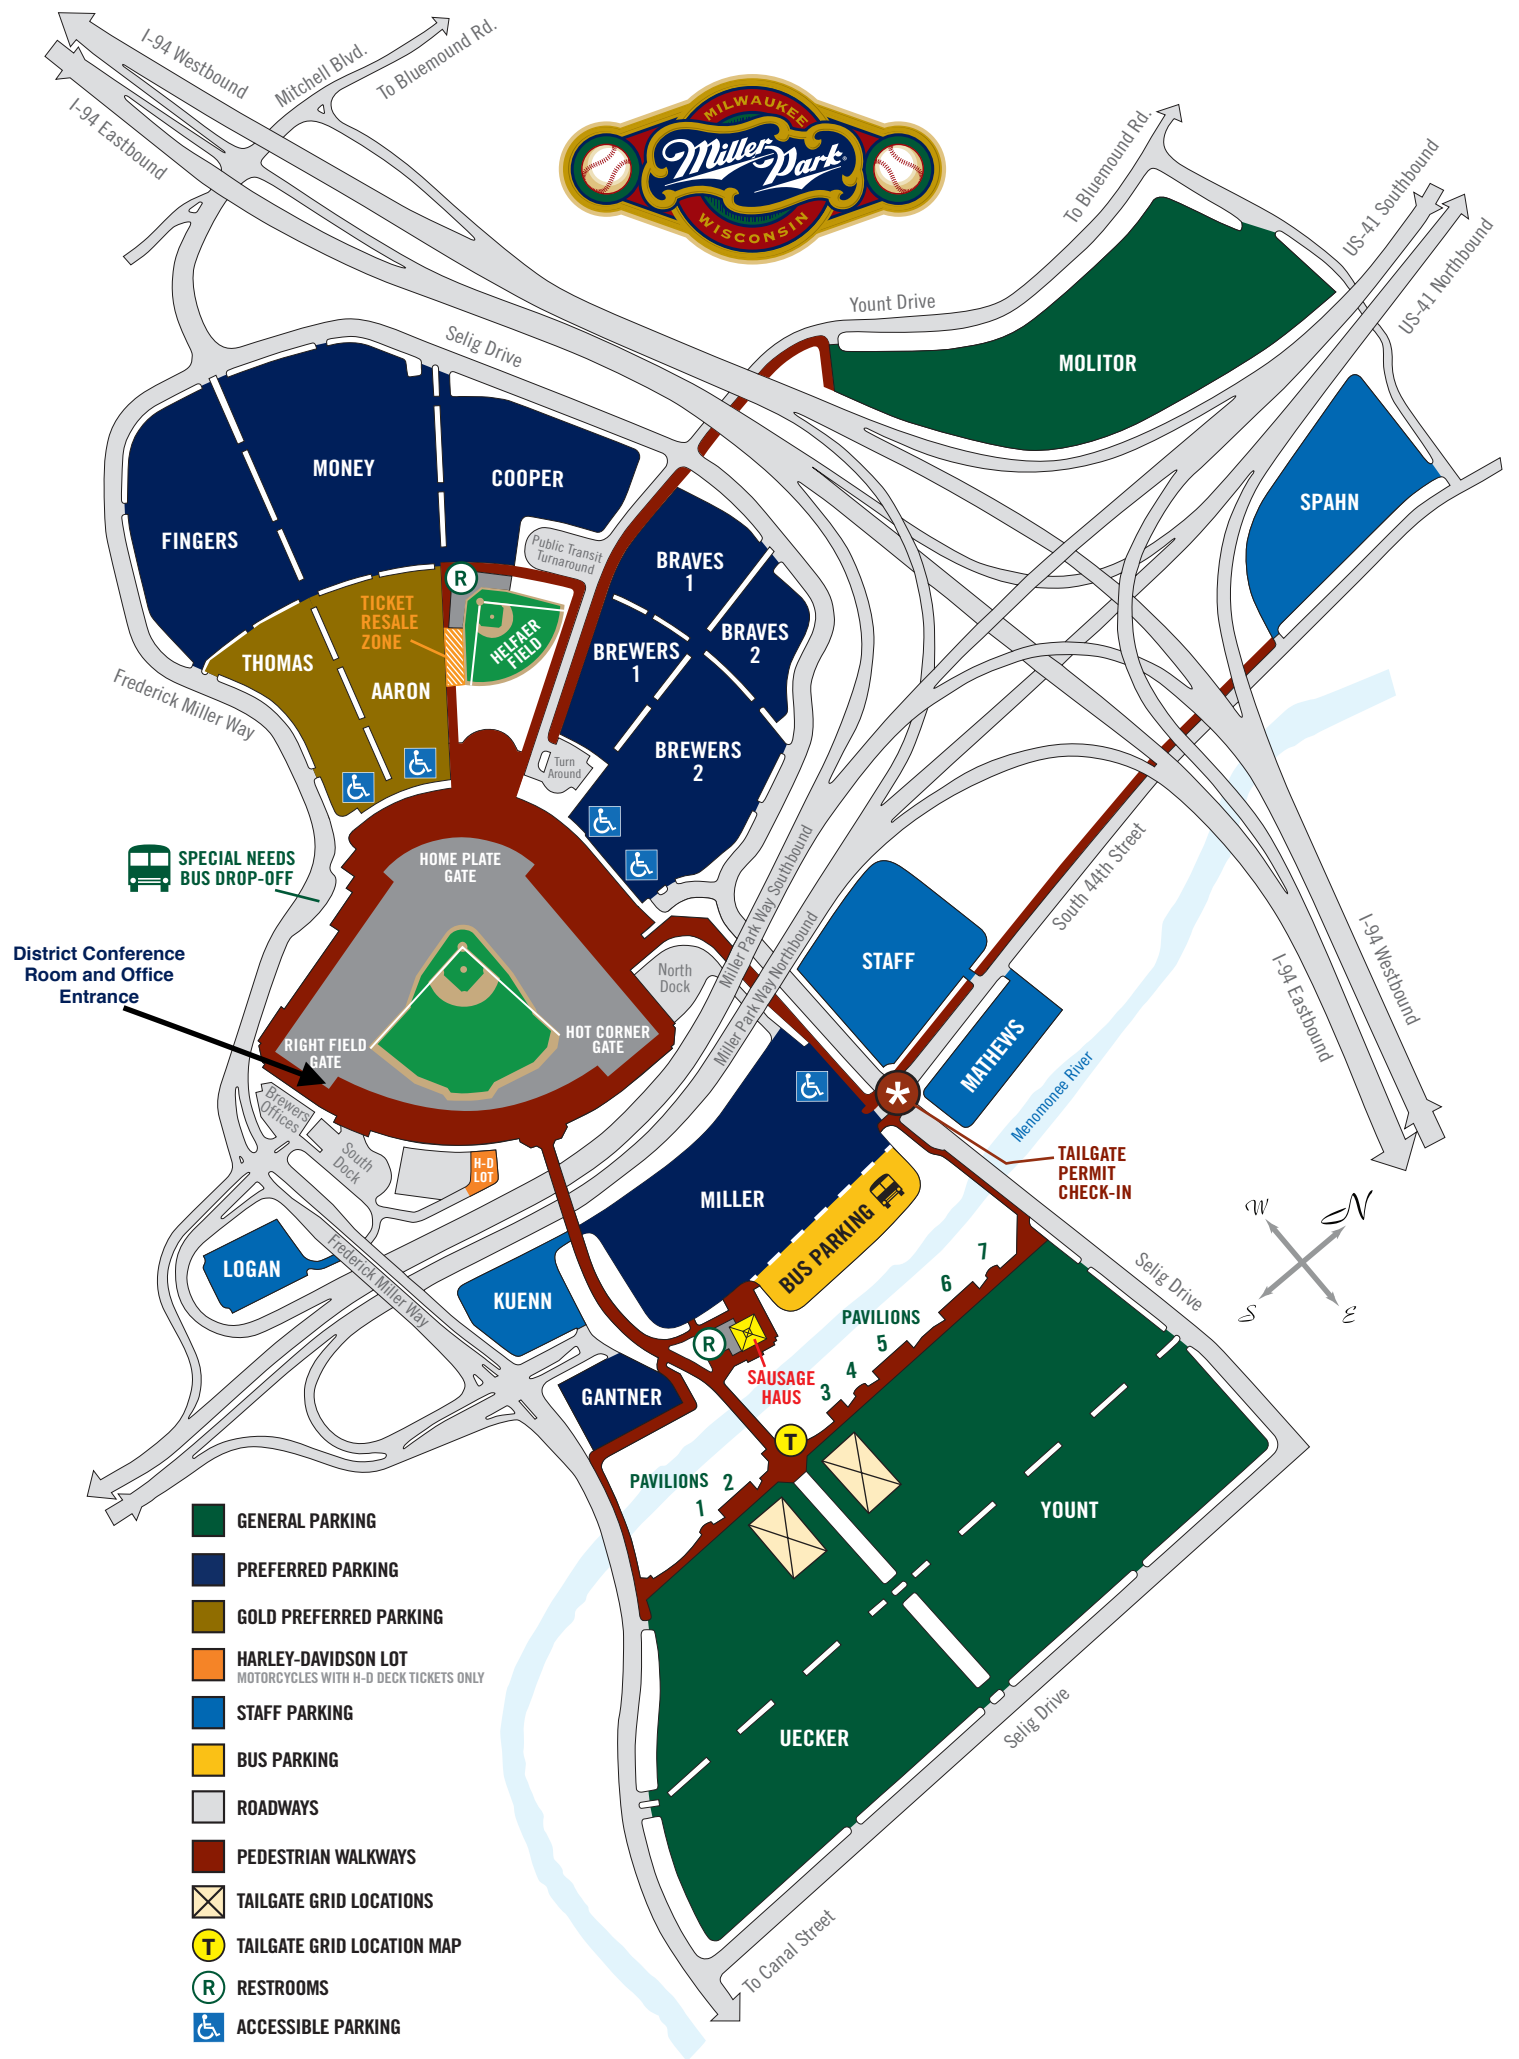 I-94 Westbound
Mitchell Blvd.
To Bluemound Rd.
I-94 Eastbound
MILWAUKEE
Miller Park
WISCONSIN
To Bluemound Rd.
US-41 Southbound
US-41 Northbound
Yount Drive
Selig Drive
MOLITOR
SPAHN
MONEY
COOPER
FINGERS
Public Transit
Turnaround
BRAVES
1
R
TICKET
RESALE
ZONE
HELFAER
FIELD
BRAVES
2
BREWERS
1
THOMAS
AARON
Frederick Miller Way
BREWERS
2
Turn
Around
SPECIAL NEEDS
BUS DROP-OFF
HOME PLATE
GATE
Miller Park Way Southbound
Miller Park Way Northbound
South 44th Street
STAFF
I-94 Westbound
I-94 Eastbound
District Conference
Room and Office
Entrance
North
Dock
RIGHT FIELD
GATE
HOT CORNER
GATE
MATHEWS
Menomonee River
*
Brewers
Offices
South
Dock
H-D
LOT
TAILGATE
PERMIT
CHECK-IN
MILLER
BUS PARKING
W
N
S
E
LOGAN
Frederick Miller Way
KUENN
Selig Drive
7
6
PAVILIONS
5
4
3
R
SAUSAGE
HAUS
GANTNER
T
PAVILIONS
2
1
YOUNT
UECKER
Selig Drive
To Canal Street
GENERAL PARKING
PREFERRED PARKING
GOLD PREFERRED PARKING
HARLEY-DAVIDSON LOT
MOTORCYCLES WITH H-D DECK TICKETS ONLY
STAFF PARKING
BUS PARKING
ROADWAYS
PEDESTRIAN WALKWAYS
TAILGATE GRID LOCATIONS
T TAILGATE GRID LOCATION MAP
R RESTROOMS
ACCESSIBLE PARKING